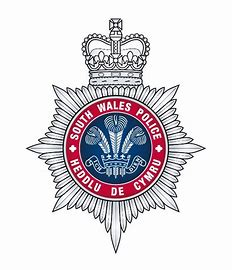 SOUTH WALES POLICE
HEDDLU DE CYMRU